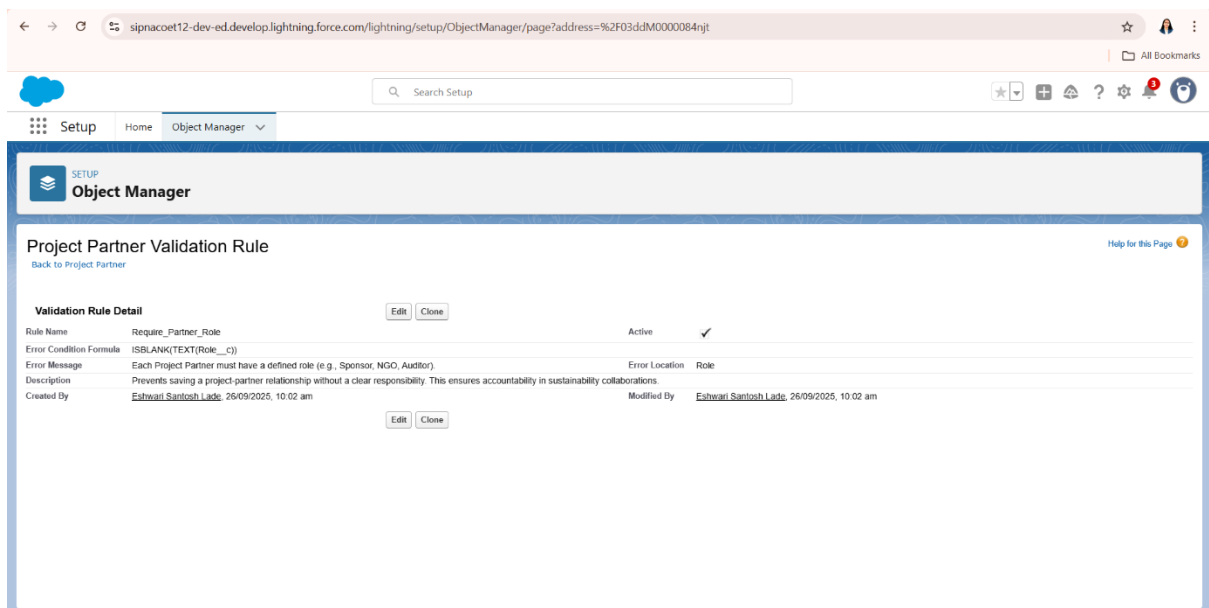 sipnacoet12-dev-ed.develop.lightning.force.com/lightning/setup/ObjectManager/page?address=%2F03ddM0000084njt
All Bookmarks
Search Setup
3
Setup Home Object Manager
SETUP
Object Manager
Project Partner Validation Rule
Help for this Page ?
Back to Project Partner
Validation Rule Detail Edit Clone
Rule Name Require_Partner_Role Active
Error Condition Formula ISBLANK(TEXT(Role__c))
Error Message Each Project Partner must have a defined role (e.g., Sponsor, NGO, Auditor). Error Location Role
Description Prevents saving a project-partner relationship without a clear responsibility. This ensures accountability in sustainability collaborations.
Created By Eshwari Santosh Lade, 26/09/2025, 10:02 am Modified By Eshwari Santosh Lade, 26/09/2025, 10:02 am
Edit Clone